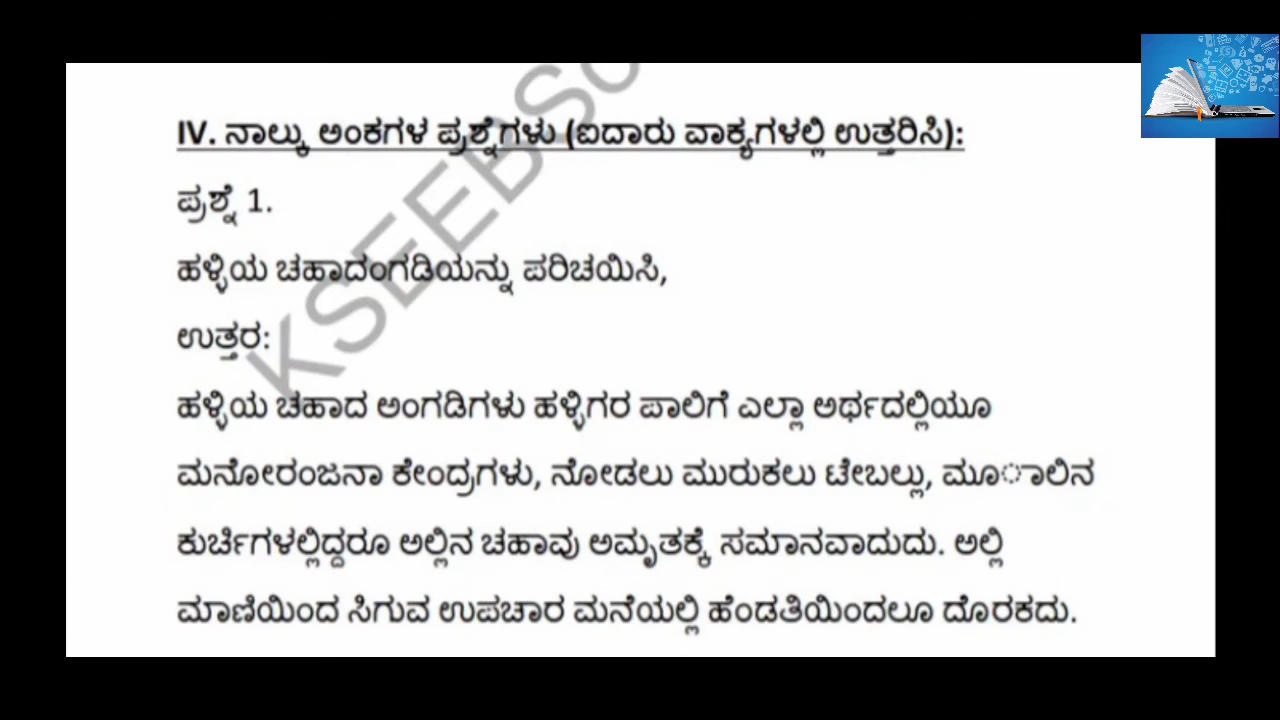 IV. ನಾಲ್ಕು ಅಂಕಗಳ ಪ್ರಶ್ನೆಗಳು (ಐದಾರು ವಾಕ್ಯಗಳಲ್ಲಿ ಉತ್ತರಿಸಿ):
ಪ್ರಶ್ನೆ 1.
ಹಳ್ಳಿಯ ಚಹಾದಂಗಡಿಯನ್ನು ಪರಿಚಯಿಸಿ,
ಉತ್ತರ:
ಹಳ್ಳಿಯ ಚಹಾದ ಅಂಗಡಿಗಳು ಹಳ್ಳಿಗರ ಪಾಲಿಗೆ ಎಲ್ಲಾ ಅರ್ಥದಲ್ಲಿಯೂ
ಮನೋರಂಜನಾ ಕೇಂದ್ರಗಳು, ನೋಡಲು ಮುರುಕಲು ಟೇಬಲ್ಲು, ಮೂ ಾಲಿನ
ಕುರ್ಚಿಗಳಲ್ಲಿದ್ದರೂ ಅಲ್ಲಿನ ಚಹಾವು ಅಮೃತಕ್ಕೆ ಸಮಾನವಾದುದು. ಅಲ್ಲಿ
ಮಾಣಿಯಿಂದ ಸಿಗುವ ಉಪಚಾರ ಮನೆಯಲ್ಲಿ ಹೆಂಡತಿಯಿಂದಲೂ ದೊರಕದು.
KSEEBSo